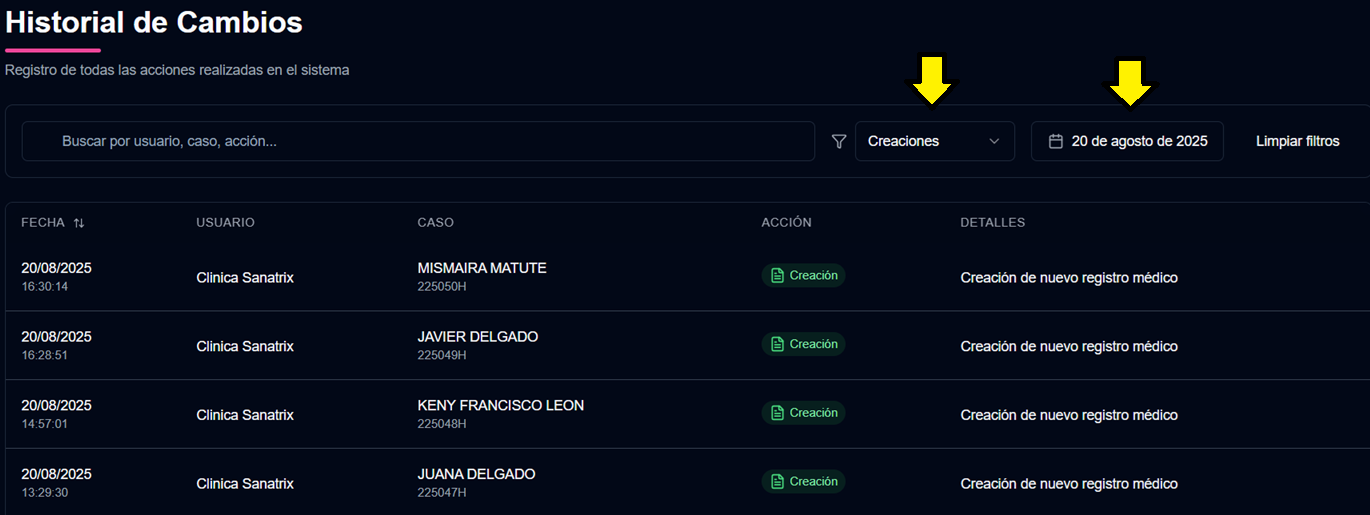 Historial de Cambios
Registro de todas las acciones realizadas en el sistema
Buscar por usuario, caso, acción... Creaciones 20 de agosto de 2025 Limpiar filtros
FECHA USUARIO CASO ACCIÓN DETALLES
20/08/2025 Clinica Sanatrix MISMAIRA MATUTE Creación Creación de nuevo registro médico
16:30:14 225050H
20/08/2025 Clinica Sanatrix JAVIER DELGADO Creación Creación de nuevo registro médico
16:28:51 225049H
20/08/2025 Clinica Sanatrix KENY FRANCISCO LEON Creación Creación de nuevo registro médico
14:57:01 225048H
20/08/2025 Clinica Sanatrix JUANA DELGADO Creación Creación de nuevo registro médico
13:29:30 225047H